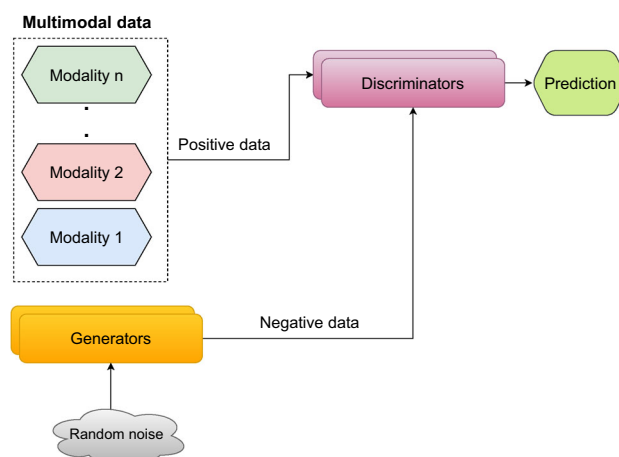 Multimodal data
Modality n
.
.
Modality 2
Modality 1
Positive data
Discriminators
Prediction
Negative data
Generators
Random noise